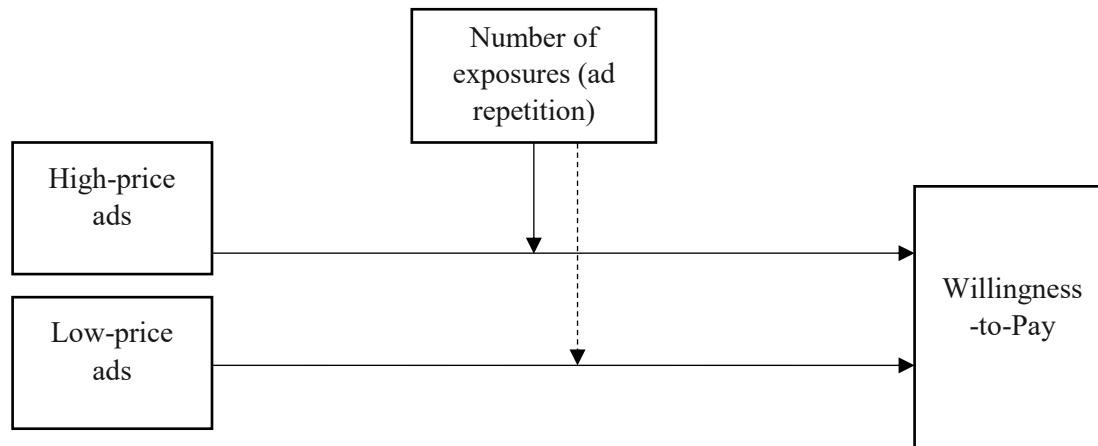 Number of
exposures (ad
repetition)
High-price
ads
Low-price
ads
Willingness
-to-Pay